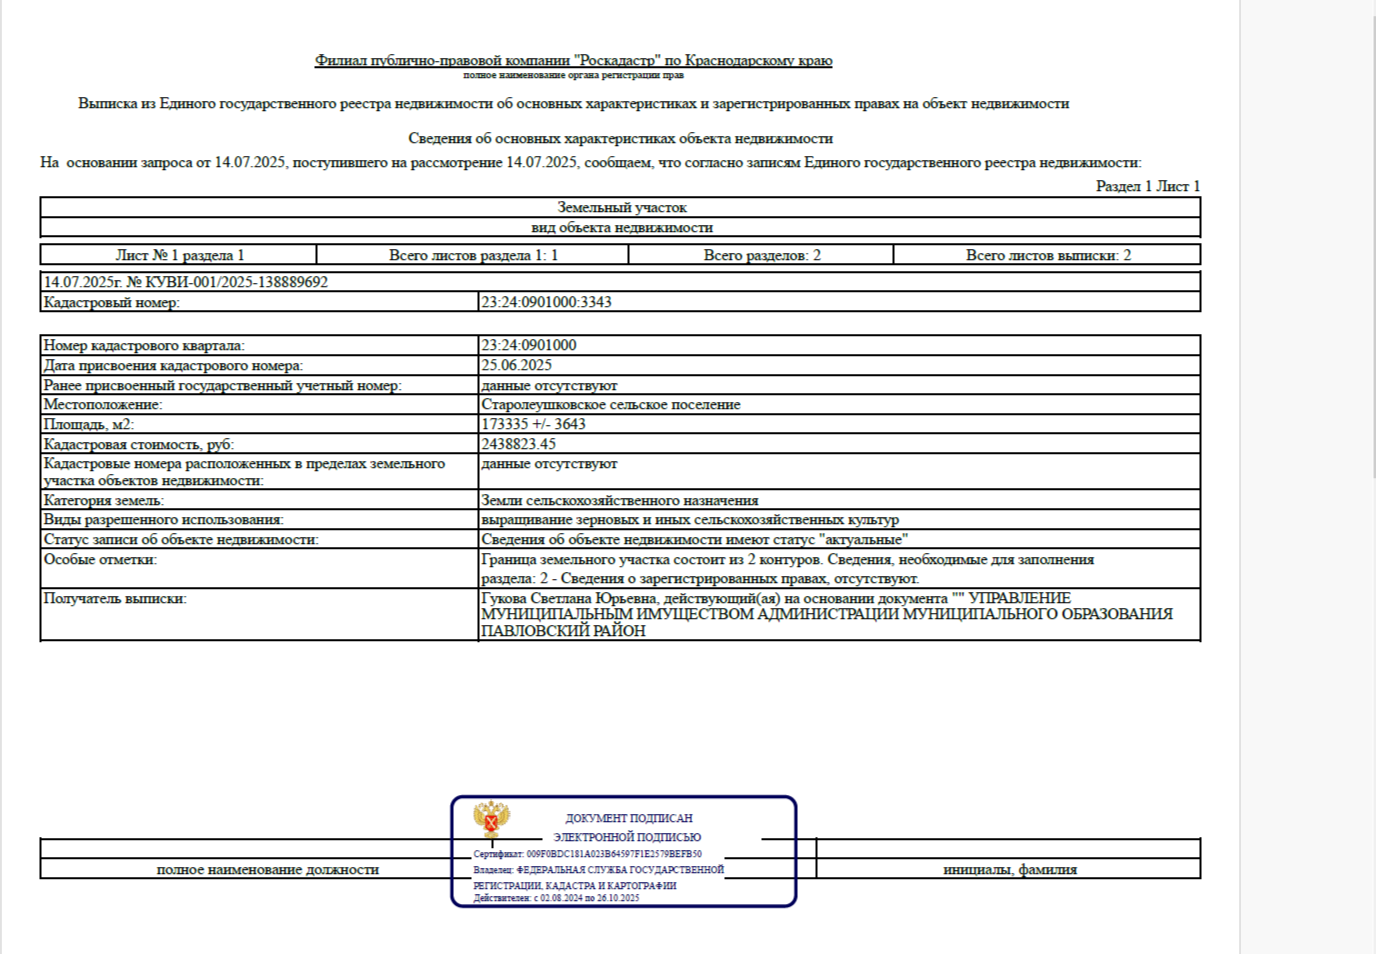 Филиал публично-правовой компании "Роскадастр" по Краснодарскому краю
полное наименование органа регистрации прав
Выписка из Единого государственного реестра недвижимости об основных характеристиках и зарегистрированных правах на объект недвижимости
Сведения об основных характеристиках объекта недвижимости
На основании запроса от 14.07.2025, поступившего на рассмотрение 14.07.2025, сообщаем, что согласно записям Единого государственного реестра недвижимости:
Раздел 1 Лист 1
Земельный участок
вид объекта недвижимости
Лист № 1 раздела 1 Всего листов раздела 1: 1 Всего разделов: 2 Всего листов выписки: 2
14.07.2025г. № КУВИ-001/2025-138889692
Кадастровый номер: 23:24:0901000:3343
Номер кадастрового квартала: 23:24:0901000
Дата присвоения кадастрового номера: 25.06.2025
Ранее присвоенный государственный учетный номер: данные отсутствуют
Местоположение: Старолеушковское сельское поселение
Площадь, м2: 173335 +/- 3643
Кадастровая стоимость, руб: 2438823.45
Кадастровые номера расположенных в пределах земельного данные отсутствуют
участка объектов недвижимости:
Категория земель: Земли сельскохозяйственного назначения
Виды разрешенного использования: выращивание зерновых и иных сельскохозяйственных культур
Статус записи об объекте недвижимости: Сведения об объекте недвижимости имеют статус "актуальные"
Особые отметки: Граница земельного участка состоит из 2 контуров. Сведения, необходимые для заполнения
раздела: 2 - Сведения о зарегистрированных правах, отсутствуют.
Получатель выписки: Гукова Светлана Юрьевна, действующий(ая) на основании документа "" УПРАВЛЕНИЕ
МУНИЦИПАЛЬНЫМ ИМУЩЕСТВОМ АДМИНИСТРАЦИИ МУНИЦИПАЛЬНОГО ОБРАЗОВАНИЯ
ПАВЛОВСКИЙ РАЙОН
ДОКУМЕНТ ПОДПИСАН
ЭЛЕКТРОННОЙ ПОДПИСЬЮ
Сертификат: 009F0BDC181A023B64597F1E2579BEFB50
Владелец: ФЕДЕРАЛЬНАЯ СЛУЖБА ГОСУДАРСТВЕННОЙ
РЕГИСТРАЦИИ, КАДАСТРА И КАРТОГРАФИИ
Действителен: с 02.08.2024 по 26.10.2025
полное наименование должности инициалы, фамилия